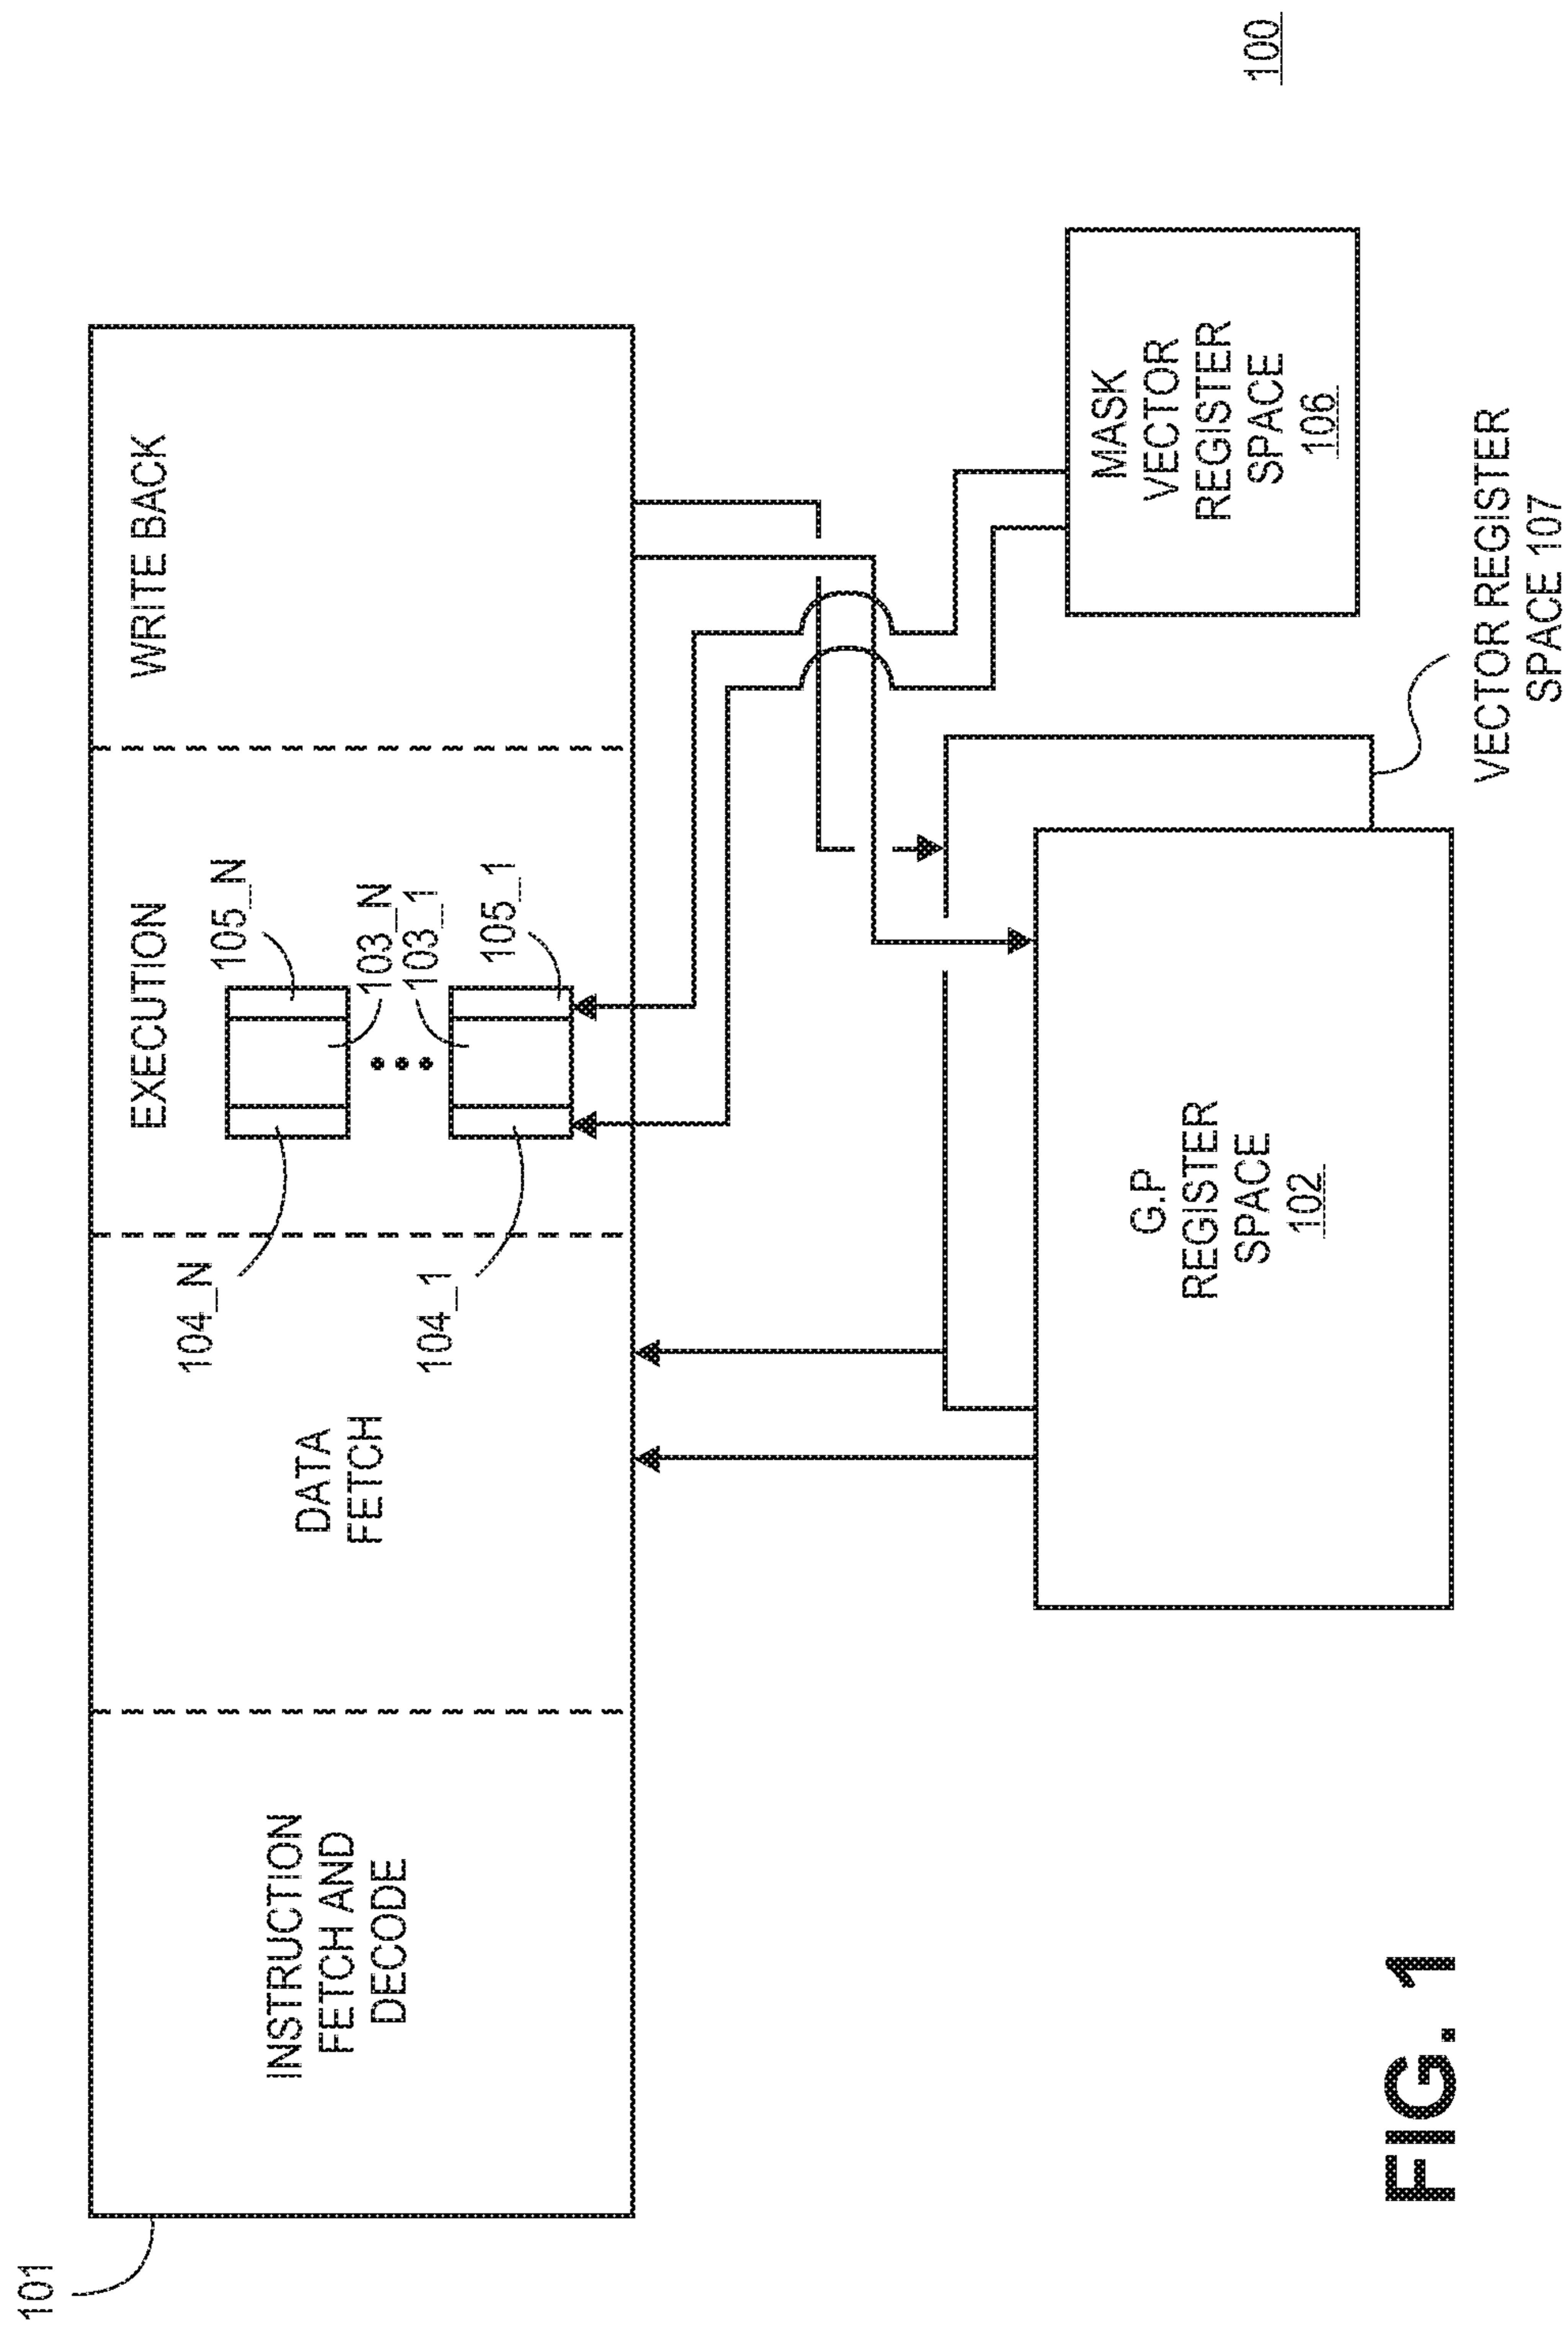 100
101
INSTRUCTION
FETCH AND
DECODE
DATA
FETCH
EXECUTION
WRITE BACK
104_N
105_N
103_N
103_1
104_1
105_1
G.P
REGISTER
SPACE
102
MASK
VECTOR
REGISTER
SPACE
106
VECTOR REGISTER
SPACE 107
FIG. 1